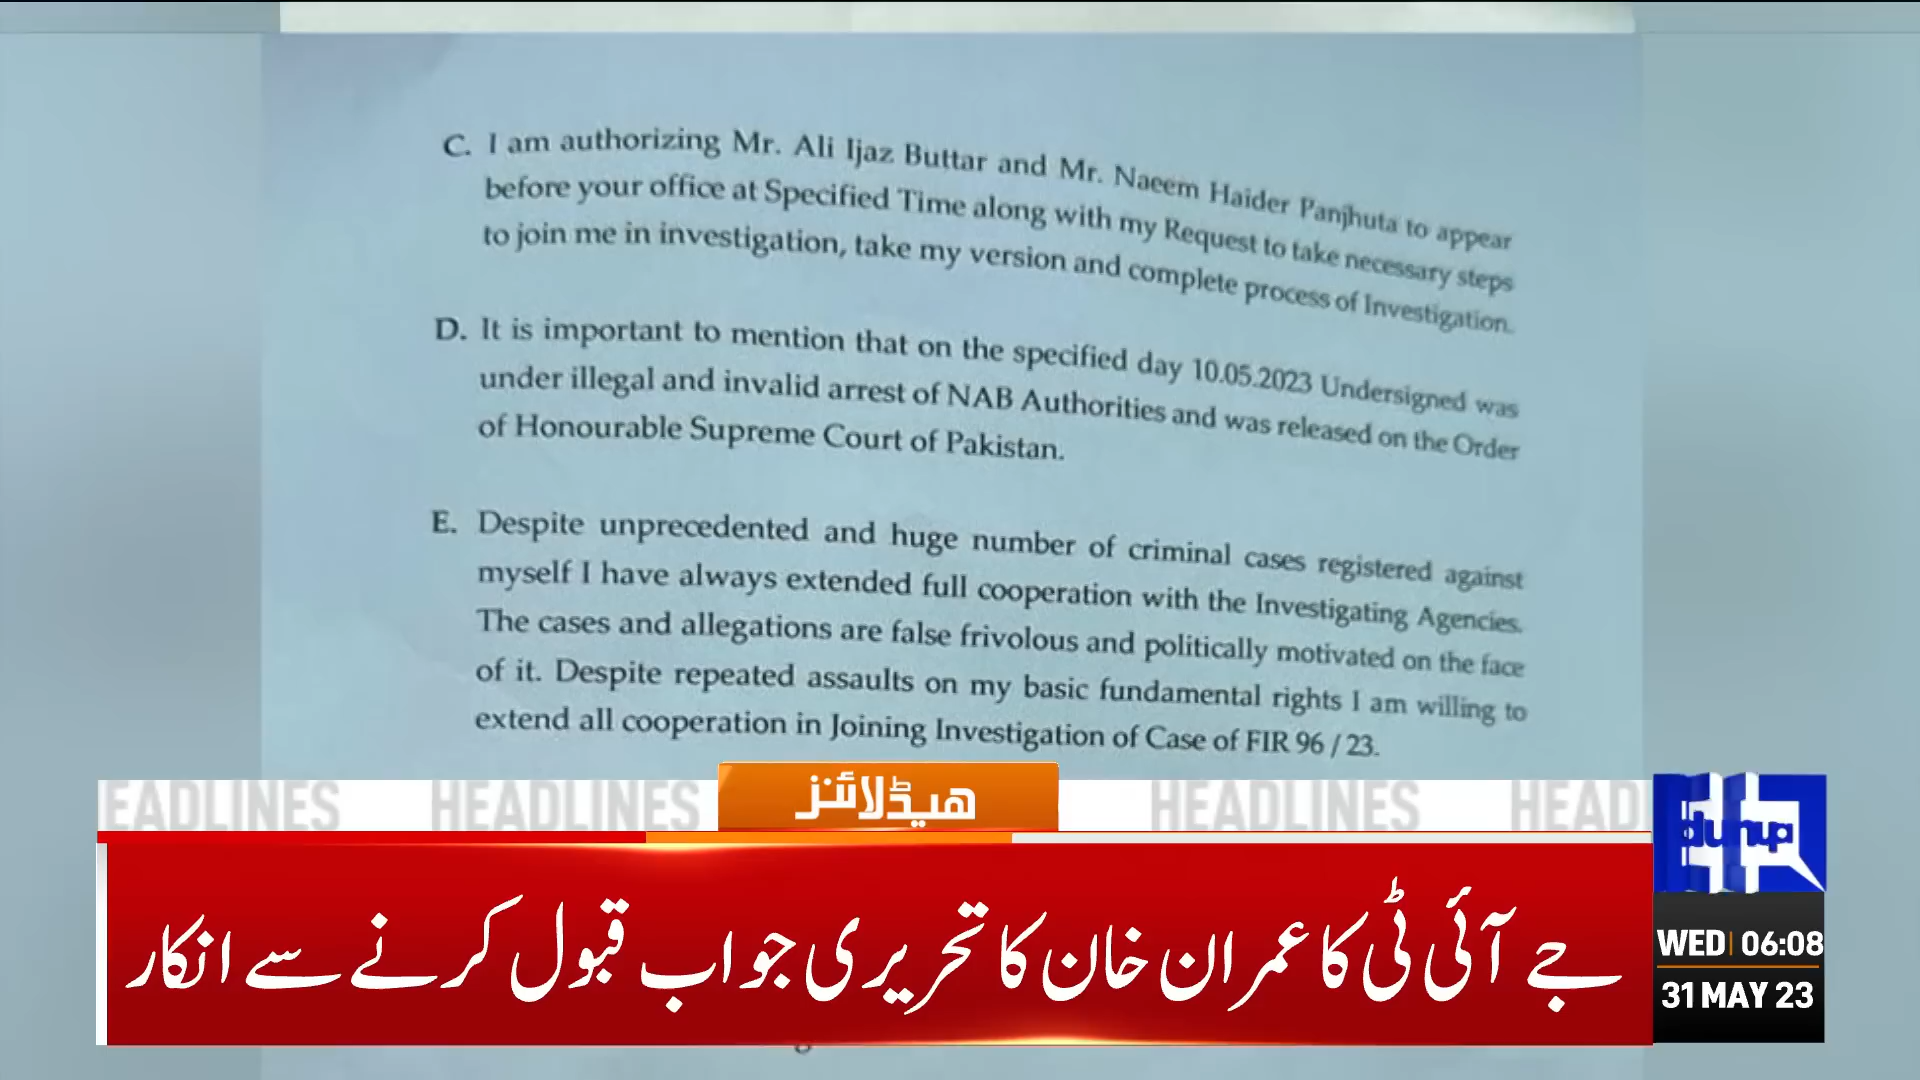 C. I am authorizing Mr. Ali Ijaz Buttar and Mr. Naeem Haider Panjhuta to appear
before your office at Specified Time along with my Request to take necessary steps
to join me in investigation, take my version and complete process of Investigation.
D. It is important to mention that on the specified day 10.05.2023 Undersigned was
under illegal and invalid arrest of NAB Authorities and was released on the Order
of Honourable Supreme Court of Pakistan.
E. Despite unprecedented and huge number of criminal cases registered against
myself I have always extended full cooperation with the Investigating Agencies.
The cases and allegations are false frivolous and politically motivated on the face
of it. Despite repeated assaults on my basic fundamental rights I am willing to
extend all cooperation in Joining Investigation of Case of FIR 96 / 23.
EADLINES HEADLINES ہیڈلائنز HEADLINES HEAD
dunya
جے آئی ٹی کا عمران خان کا تحریری جواب قبول کرنے سے انکار
WED 06:08
31 MAY 23